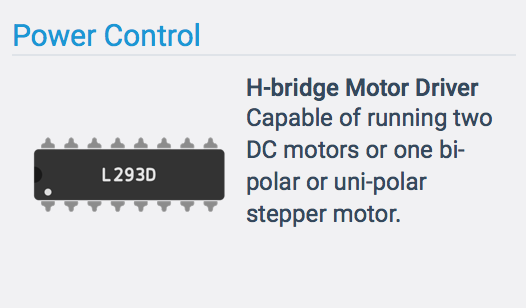 Power Control
L293D
H-bridge Motor Driver
Capable of running two
DC motors or one bi-
polar or uni-polar
stepper motor.